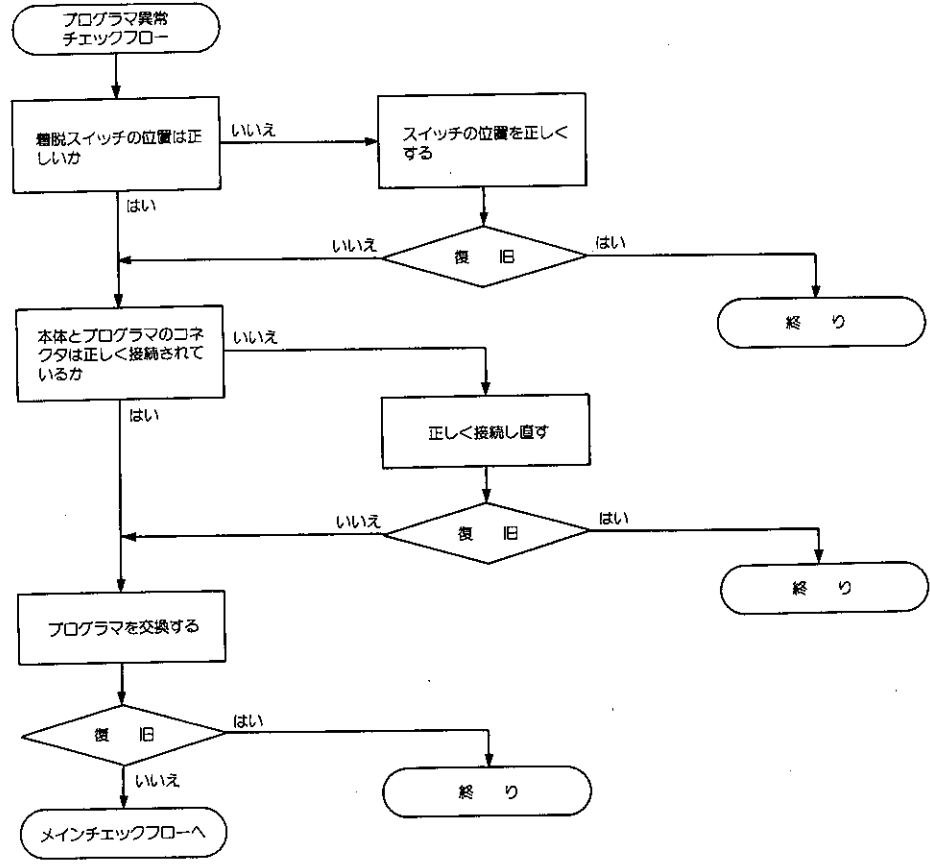 プログラマ異常
チェックフロー
着脱スイッチの位置は正
しいか
いいえ
スイッチの位置を正しく
する
はい
いいえ
復 旧
はい
終 り
本体とプログラマのコネ
クタは正しく接続されて
いるか
いいえ
はい
正しく接続し直す
いいえ
復 旧
はい
終 り
プログラマを交換する
復 旧
はい
終 り
いいえ
メインチェックフローへ